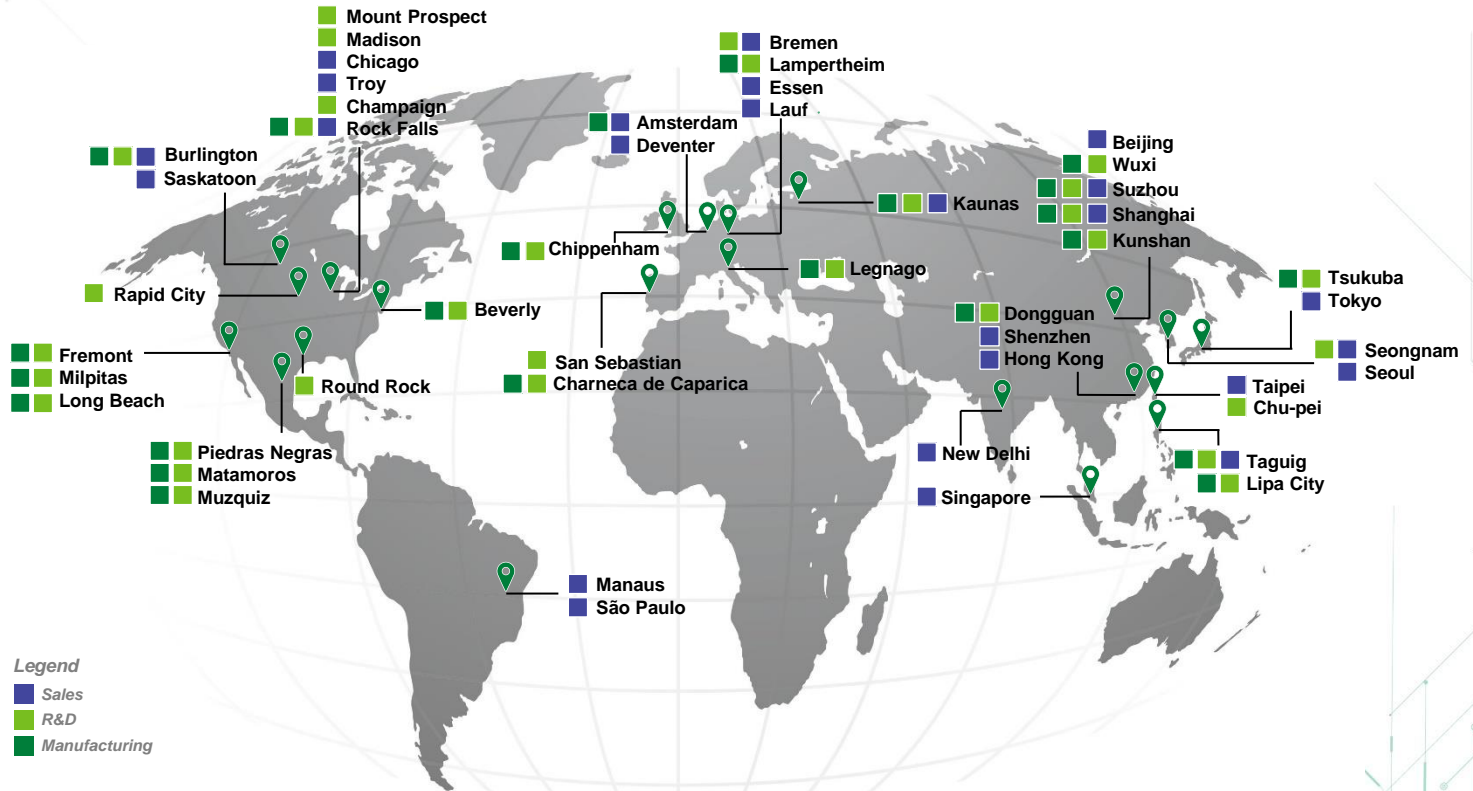 Mount Prospect
Madison
Chicago
Troy
Champaign
Rock Falls
Burlington
Saskatoon
Rapid City
Beverly
Fremont
Milpitas
Long Beach
Round Rock
Piedras Negras
Matamoros
Muzquiz
Manaus
São Paulo
Bremen
Lampertheim
Essen
Lauf
Amsterdam
Deventer
Kaunas
Chippenham
Legnago
San Sebastian
Charneca de Caparica
Beijing
Wuxi
Suzhou
Shanghai
Kunshan
Tsukuba
Tokyo
Dongguan
Shenzhen
Hong Kong
Seongnam
Seoul
Taipei
Chu-pei
New Delhi
Taguig
Lipa City
Singapore
Legend
Sales
R&D
Manufacturing